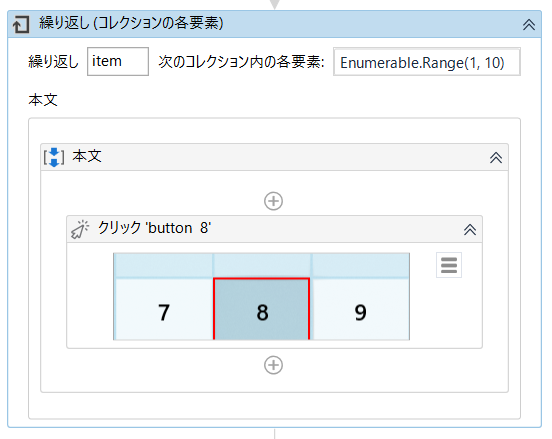 繰り返し (コレクションの各要素)
繰り返し item 次のコレクション内の各要素: Enumerable.Range(1, 10)
本文
本文
クリック 'button  8'
7 8 9